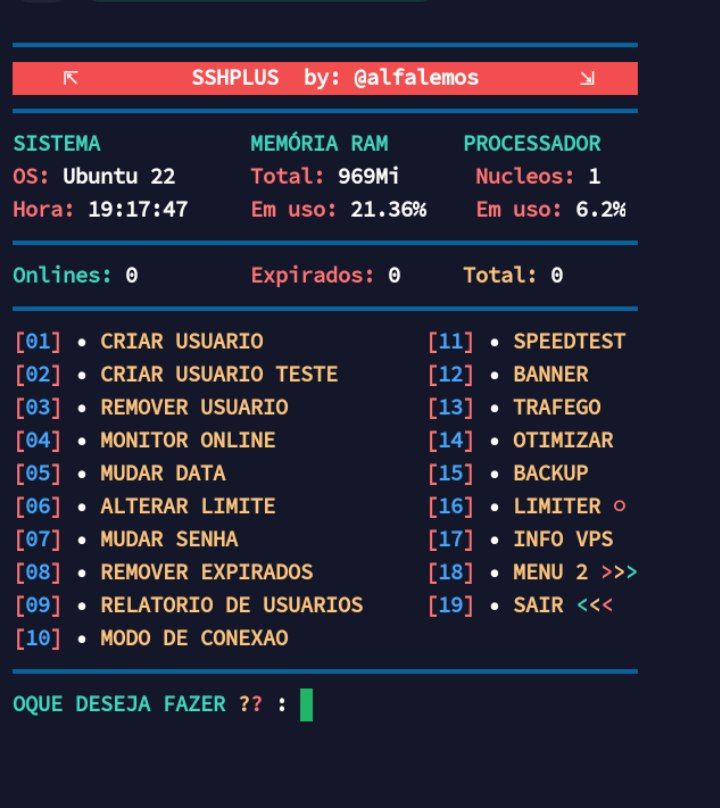 ⇱ SSHPLUS by: @alfalemos ⇲
SISTEMA MEMÓRIA RAM PROCESSADOR
OS: Ubuntu 22 Total: 969Mi Nucleos: 1
Hora: 19:17:47 Em uso: 21.36% Em uso: 6.2%
Onlines: 0 Expirados: 0 Total: 0
[01] • CRIAR USUARIO [11] • SPEEDTEST
[02] • CRIAR USUARIO TESTE [12] • BANNER
[03] • REMOVER USUARIO [13] • TRAFEGO
[04] • MONITOR ONLINE [14] • OTIMIZAR
[05] • MUDAR DATA [15] • BACKUP
[06] • ALTERAR LIMITE [16] • LIMITER ○
[07] • MUDAR SENHA [17] • INFO VPS
[08] • REMOVER EXPIRADOS [18] • MENU 2 >>>
[09] • RELATORIO DE USUARIOS [19] • SAIR <<<
[10] • MODO DE CONEXAO
OQUE DESEJA FAZER ?? :